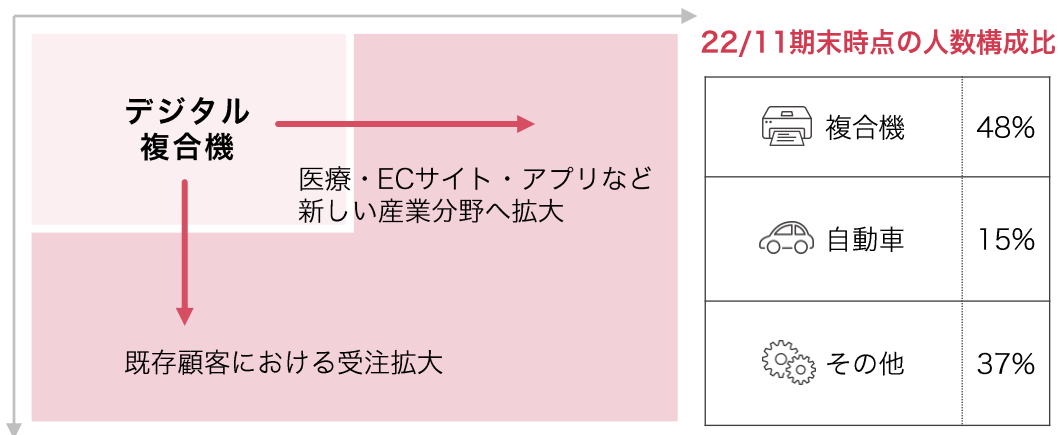 デジタル
複合機
医療・ECサイト・アプリなど
新しい産業分野へ拡大
既存顧客における受注拡大
22/11期末時点の人数構成比
複合機 48%
自動車 15%
その他 37%